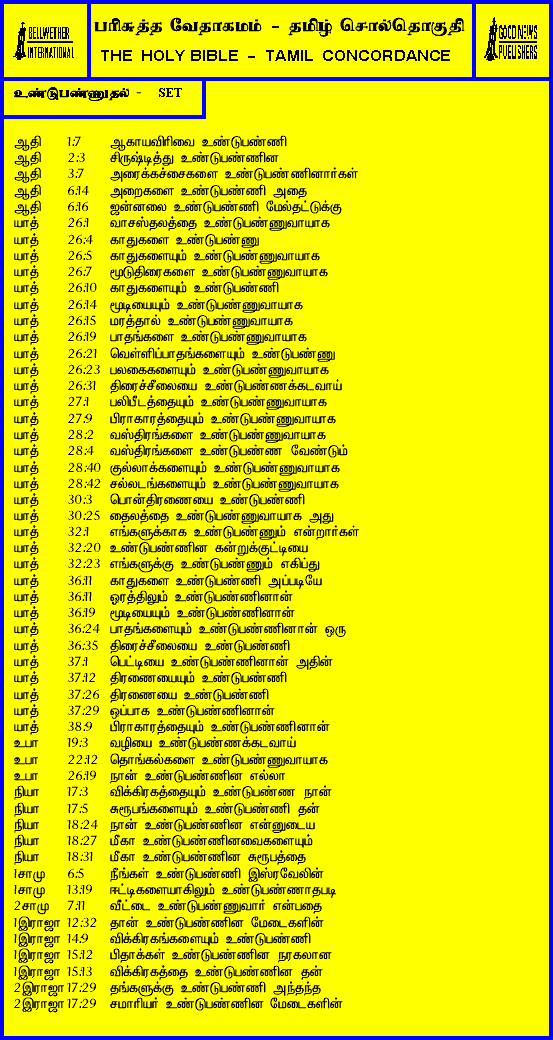 BELLWETHER
INTERNATIONAL
பரிசுத்த வேதாகமம் - தமிழ் சொல்தொகுதி
THE HOLY BIBLE - TAMIL CONCORDANCE
GOOD NEWS
PUBLISHERS
உண்டுபண்ணுதல் - SET
ஆதி 1:7 ஆகாயவிரிவை உண்டுபண்ணி
ஆதி 2:3 சிருஷ்டித்து உண்டுபண்ணின
ஆதி 3:7 அரைக்கச்சைகளை உண்டுபண்ணினார்கள்
ஆதி 6:14 அறைகளை உண்டுபண்ணி அதை
ஆதி 6:16 ஜன்னலை உண்டுபண்ணி மேல்தட்டுக்கு
யாத் 26:1 வாசஸ்தலத்தை உண்டுபண்ணுவாயாக
யாத் 26:4 காதுகளை உண்டுபண்ணு
யாத் 26:5 காதுகளையும் உண்டுபண்ணுவாயாக
யாத் 26:7 மூடுதிரைகளை உண்டுபண்ணுவாயாக
யாத் 26:10 காதுகளையும் உண்டுபண்ணி
யாத் 26:14 மூடியையும் உண்டுபண்ணுவாயாக
யாத் 26:15 மரத்தால் உண்டுபண்ணுவாயாக
யாத் 26:19 பாதங்களை உண்டுபண்ணுவாயாக
யாத் 26:21 வெள்ளிப்பாதங்களையும் உண்டுபண்ணு
யாத் 26:23 பலகைகளையும் உண்டுபண்ணுவாயாக
யாத் 26:31 திரைச்சீலையை உண்டுபண்ணக்கடவாய்
யாத் 27:1 பலிபீடத்தையும் உண்டுபண்ணுவாயாக
யாத் 27:9 பிராகாரத்தையும் உண்டுபண்ணுவாயாக
யாத் 28:2 வஸ்திரங்களை உண்டுபண்ணுவாயாக
யாத் 28:4 வஸ்திரங்களை உண்டுபண்ண வேண்டும்
யாத் 28:40 குல்லாக்களையும் உண்டுபண்ணுவாயாக
யாத் 28:42 சல்லடங்களையும் உண்டுபண்ணுவாயாக
யாத் 30:3 பொன்திரணையை உண்டுபண்ணி
யாத் 30:25 தைலத்தை உண்டுபண்ணுவாயாக அது
யாத் 32:1 எங்களுக்காக உண்டுபண்ணும் என்றார்கள்
யாத் 32:20 உண்டுபண்ணின கன்றுக்குட்டியை
யாத் 32:23 எங்களுக்கு உண்டுபண்ணும் எகிப்து
யாத் 36:11 காதுகளை உண்டுபண்ணி அப்படியே
யாத் 36:11 ஓரத்திலும் உண்டுபண்ணினான்
யாத் 36:19 மூடியையும் உண்டுபண்ணினான்
யாத் 36:24 பாதங்களையும் உண்டுபண்ணினான் ஒரு
யாத் 36:35 திரைச்சீலையை உண்டுபண்ணி
யாத் 37:1 பெட்டியை உண்டுபண்ணினான் அதின்
யாத் 37:12 திரணையையும் உண்டுபண்ணி
யாத் 37:26 திரணையை உண்டுபண்ணி
யாத் 37:29 ஒப்பாக உண்டுபண்ணினான்
யாத் 38:9 பிராகாரத்தையும் உண்டுபண்ணினான்
உபா 19:3 வழியை உண்டுபண்ணக்கடவாய்
உபா 22:12 தொங்கல்களை உண்டுபண்ணுவாயாக
உபா 26:19 நான் உண்டுபண்ணின எல்லா
நியா 17:3 விக்கிரகத்தையும் உண்டுபண்ண நான்
நியா 17:5 சுரூபங்களையும் உண்டுபண்ணி தன்
நியா 18:24 நான் உண்டுபண்ணின என்னுடைய
நியா 18:27 மீகா உண்டுபண்ணினவைகளையும்
நியா 18:31 மீகா உண்டுபண்ணின சுரூபத்தை
1சாமு 6:5 நீங்கள் உண்டுபண்ணி இஸ்ரவேலின்
1சாமு 13:19 ஈட்டிகளையாகிலும் உண்டுபண்ணாதபடி
2சாமு 7:11 வீட்டை உண்டுபண்ணுவார் என்பதை
1இராஜா 12:32 தான் உண்டுபண்ணின மேடைகளின்
1இராஜா 14:9 விக்கிரகங்களையும் உண்டுபண்ணி
1இராஜா 15:12 பிதாக்கள் உண்டுபண்ணின நரகலான
1இராஜா 15:13 விக்கிரகத்தை உண்டுபண்ணின தன்
2இராஜா 17:29 தங்களுக்கு உண்டுபண்ணி அந்தந்த
2இராஜா 17:29 சமாரியர் உண்டுபண்ணின மேடைகளின்